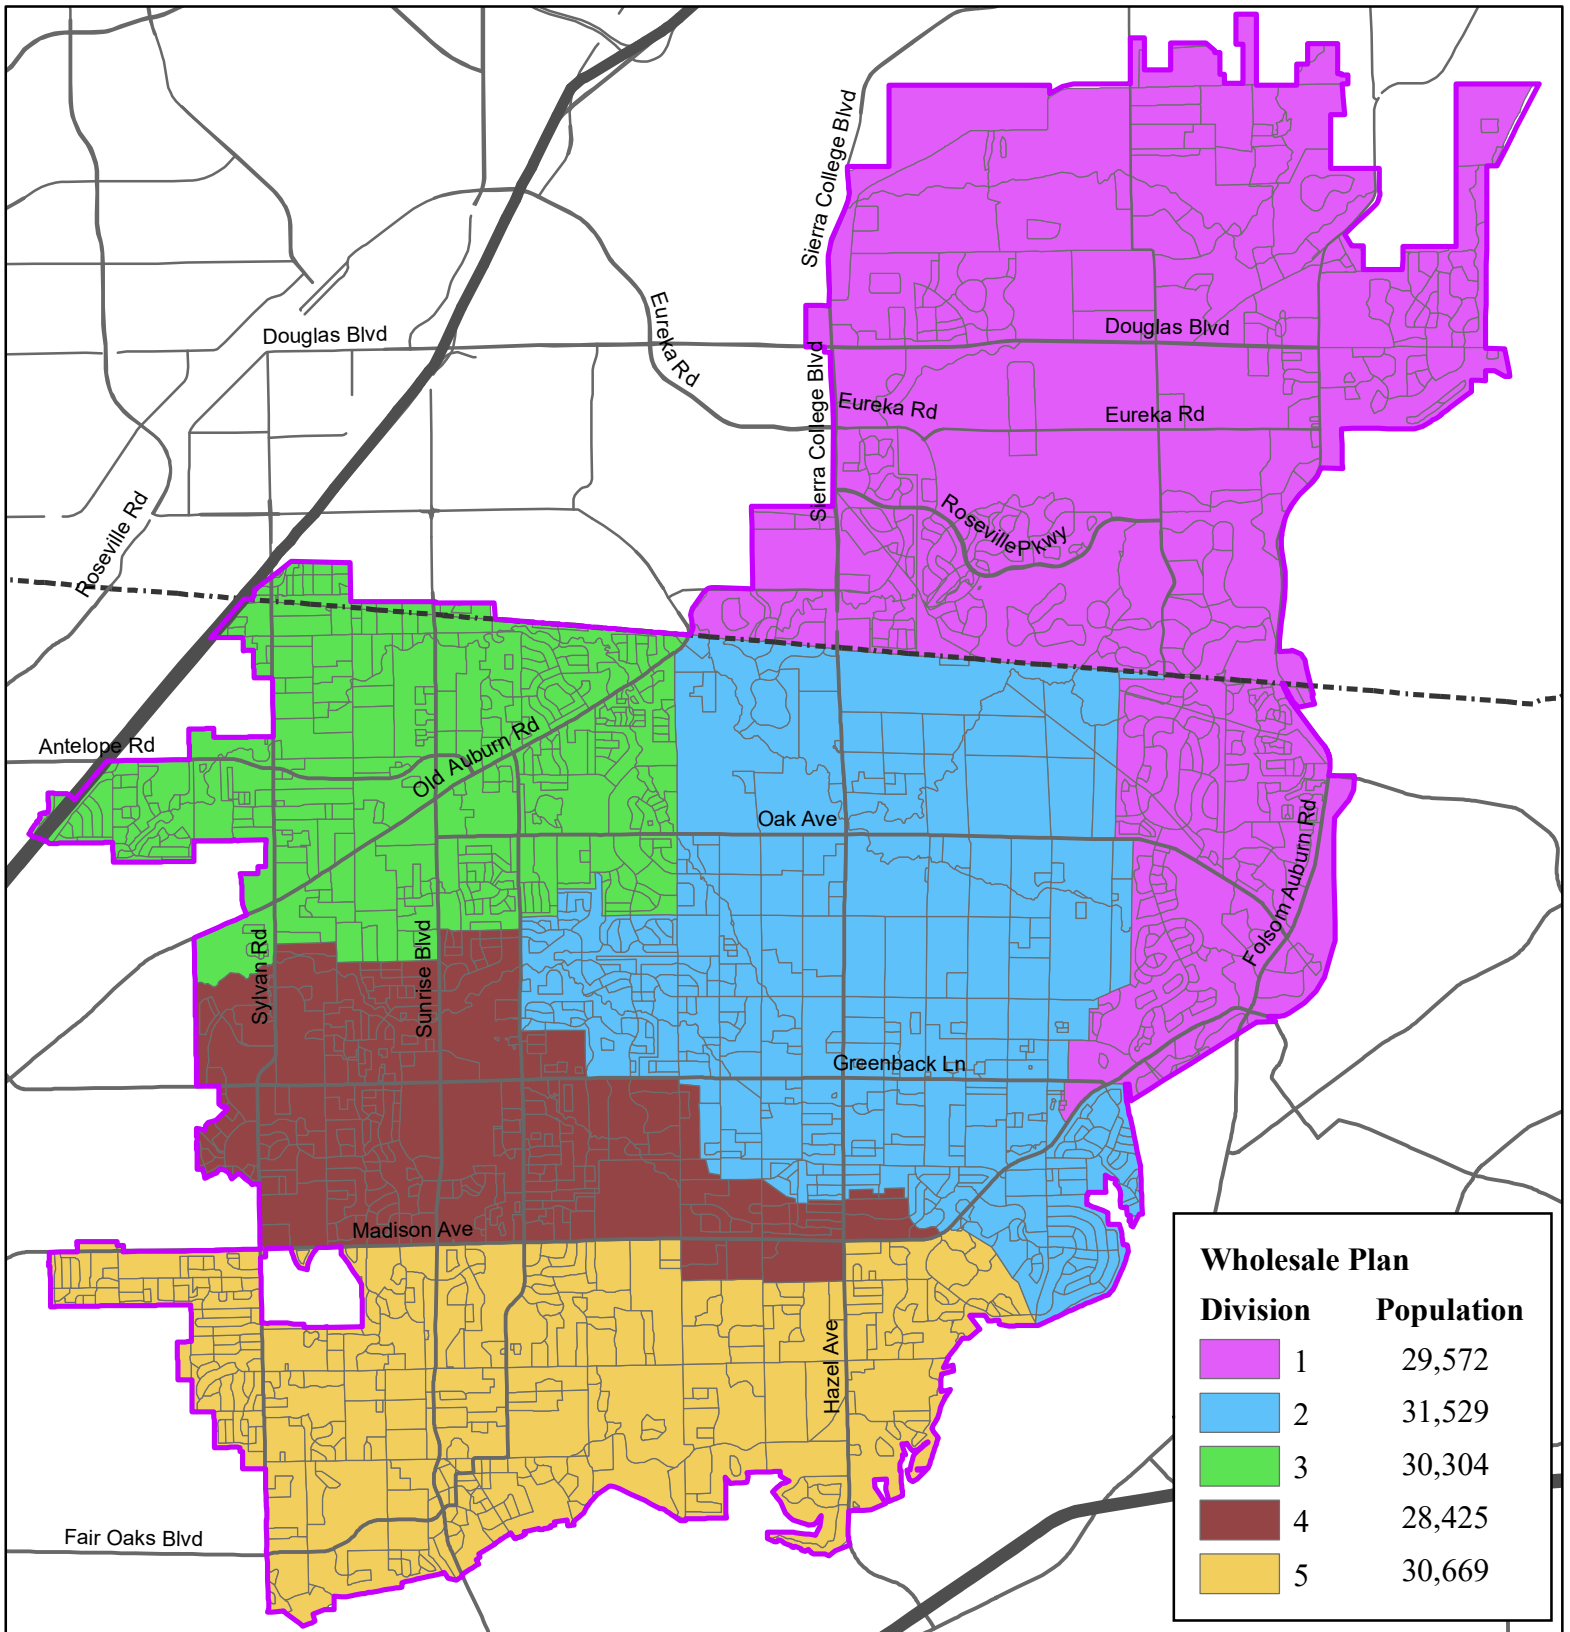 Sierra College Blvd
Sierra College Blvd
Douglas Blvd
Eureka Rd
Douglas Blvd
Sierra College Blvd
Eureka Rd
Eureka Rd
Roseville Rd
Roseville Pkwy
Antelope Rd
Old Auburn Rd
Oak Ave
Folsom Auburn Rd
Sylvan Rd
Sunrise Blvd
Greenback Ln
Madison Ave
Hazel Ave
Fair Oaks Blvd
Wholesale Plan
Division Population
1 29,572
2 31,529
3 30,304
4 28,425
5 30,669